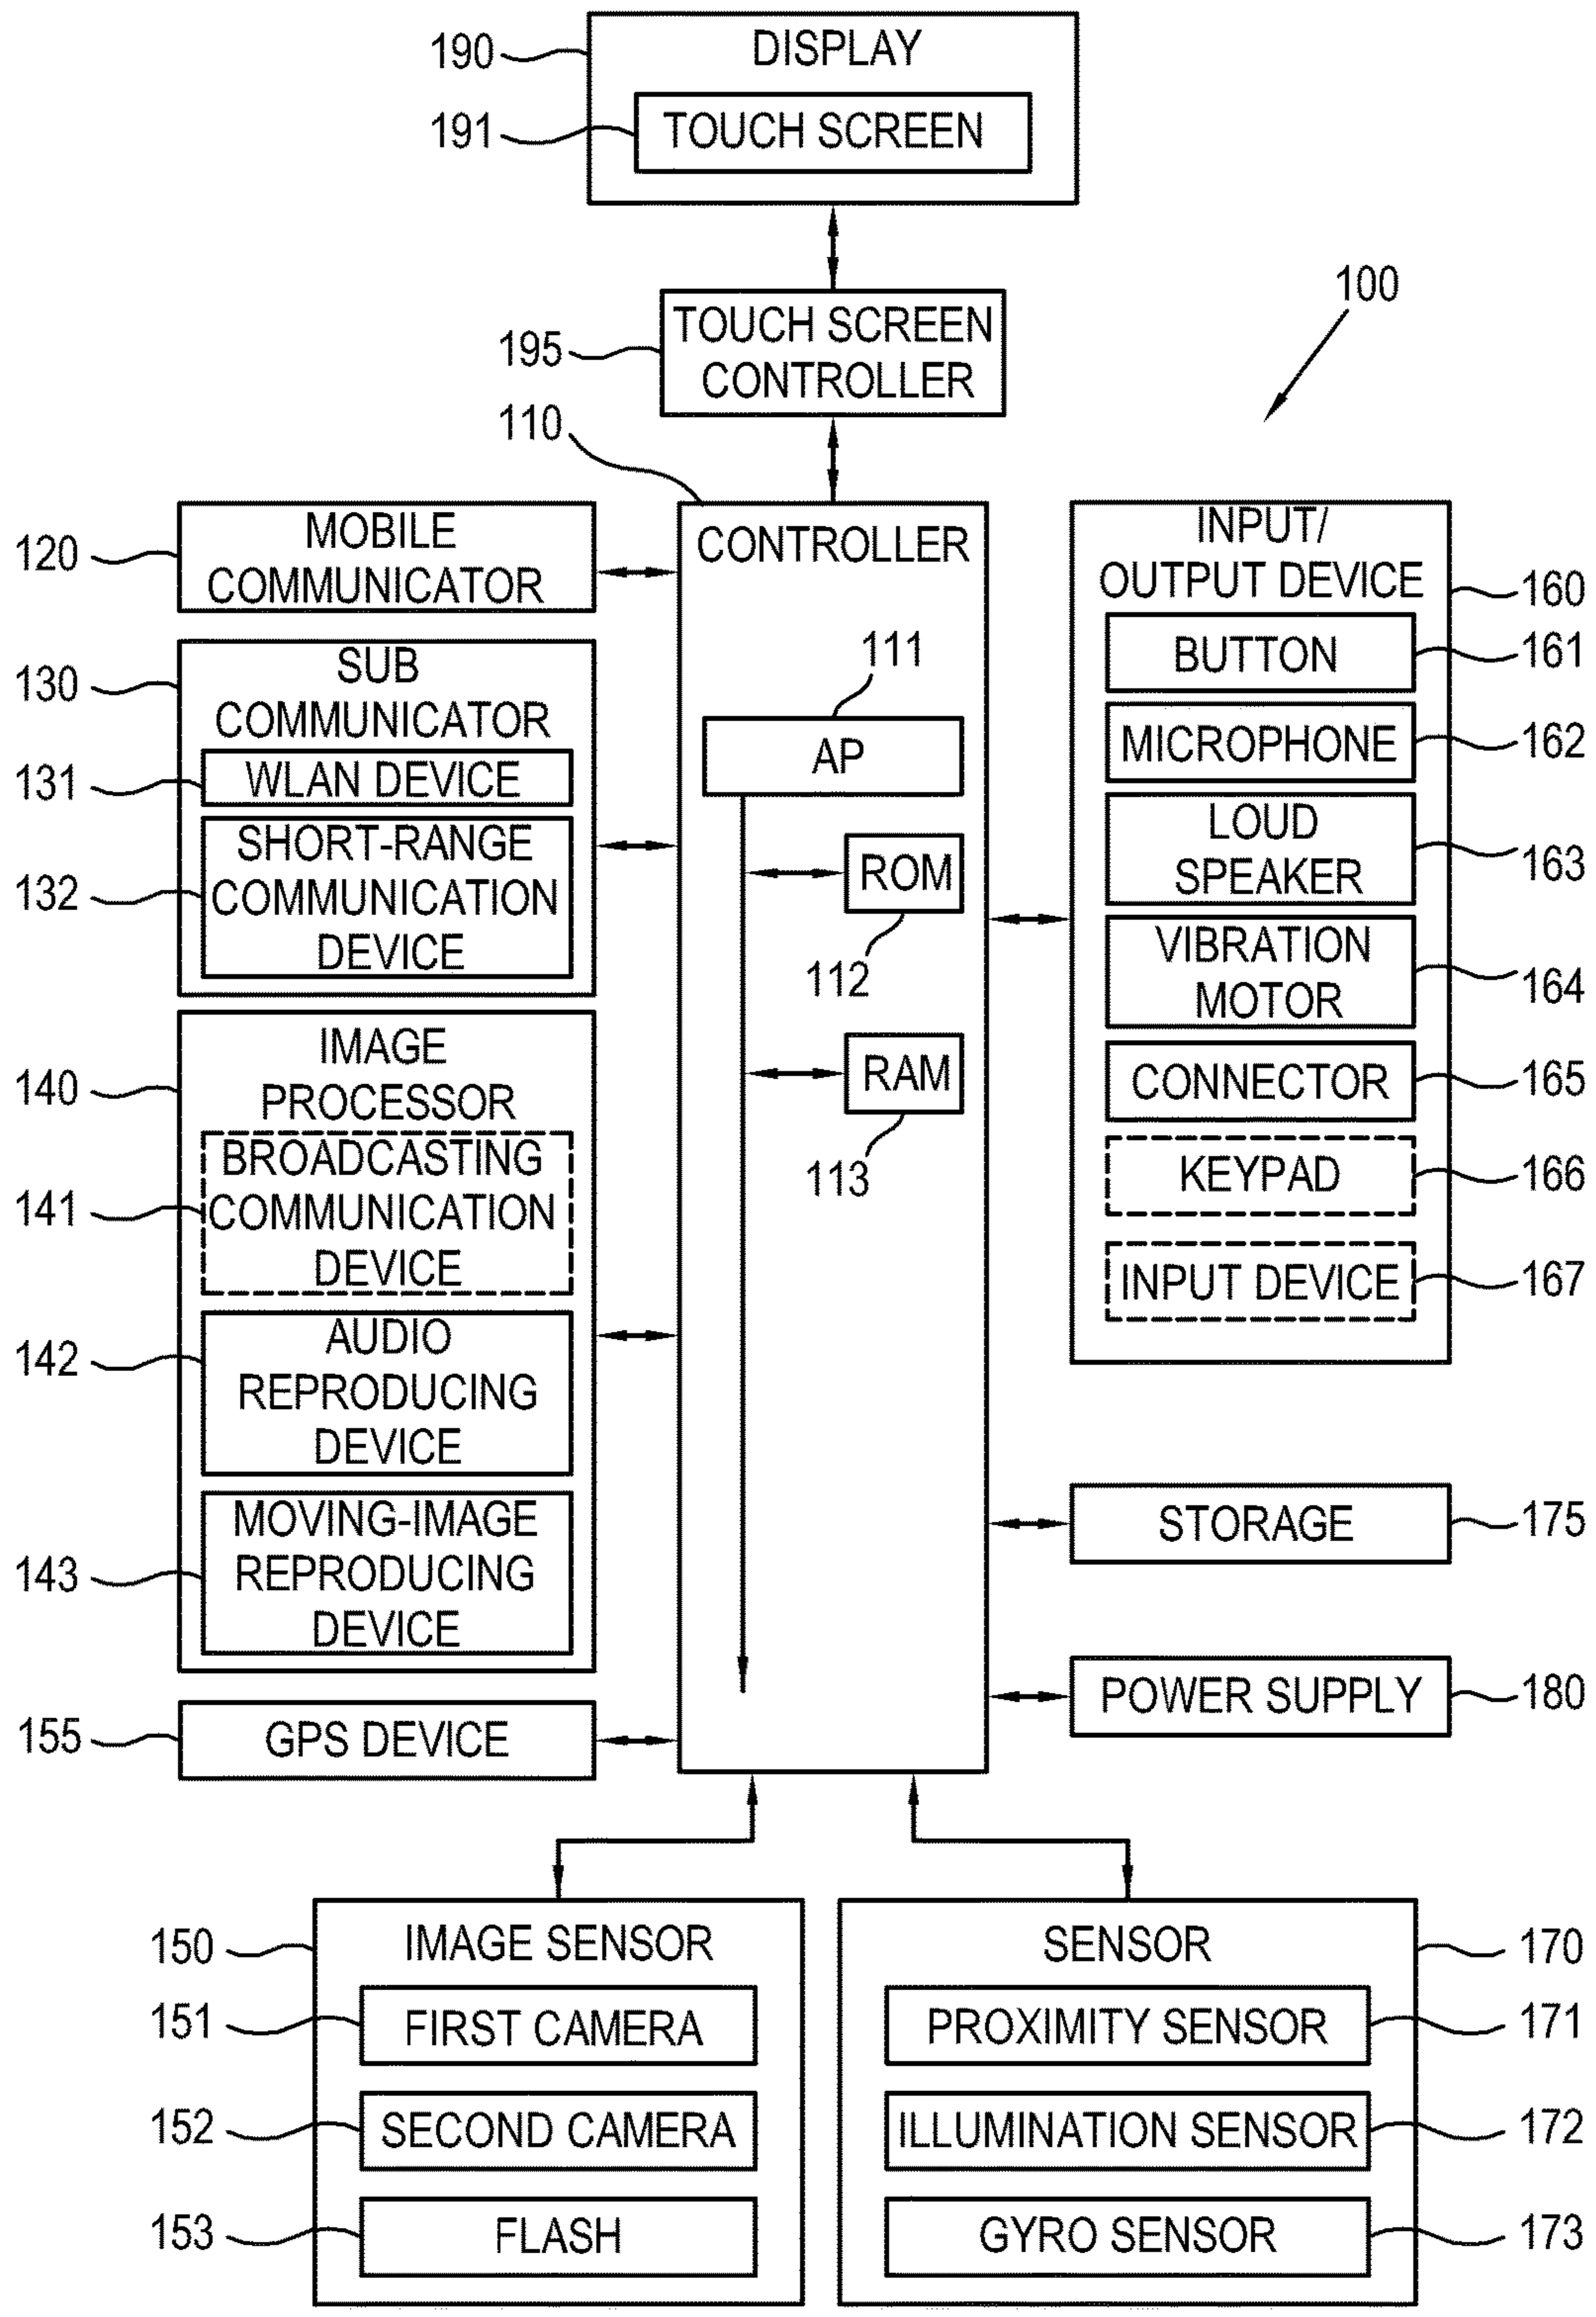 190
DISPLAY
191
TOUCH SCREEN
100
195
TOUCH SCREEN
CONTROLLER
110
CONTROLLER
120
MOBILE
COMMUNICATOR
130
SUB
COMMUNICATOR
131
WLAN DEVICE
132
SHORT-RANGE
COMMUNICATION
DEVICE
140
IMAGE
PROCESSOR
141
BROADCASTING
COMMUNICATION
DEVICE
142
AUDIO
REPRODUCING
DEVICE
143
MOVING-IMAGE
REPRODUCING
DEVICE
155
GPS DEVICE
111
AP
ROM
112
RAM
113
INPUT/
OUTPUT DEVICE
160
BUTTON
161
MICROPHONE
162
LOUD
SPEAKER
163
VIBRATION
MOTOR
164
CONNECTOR
165
KEYPAD
166
INPUT DEVICE
167
STORAGE
175
POWER SUPPLY
180
150
IMAGE SENSOR
151
FIRST CAMERA
152
SECOND CAMERA
153
FLASH
SENSOR
170
PROXIMITY SENSOR
171
ILLUMINATION SENSOR
172
GYRO SENSOR
173